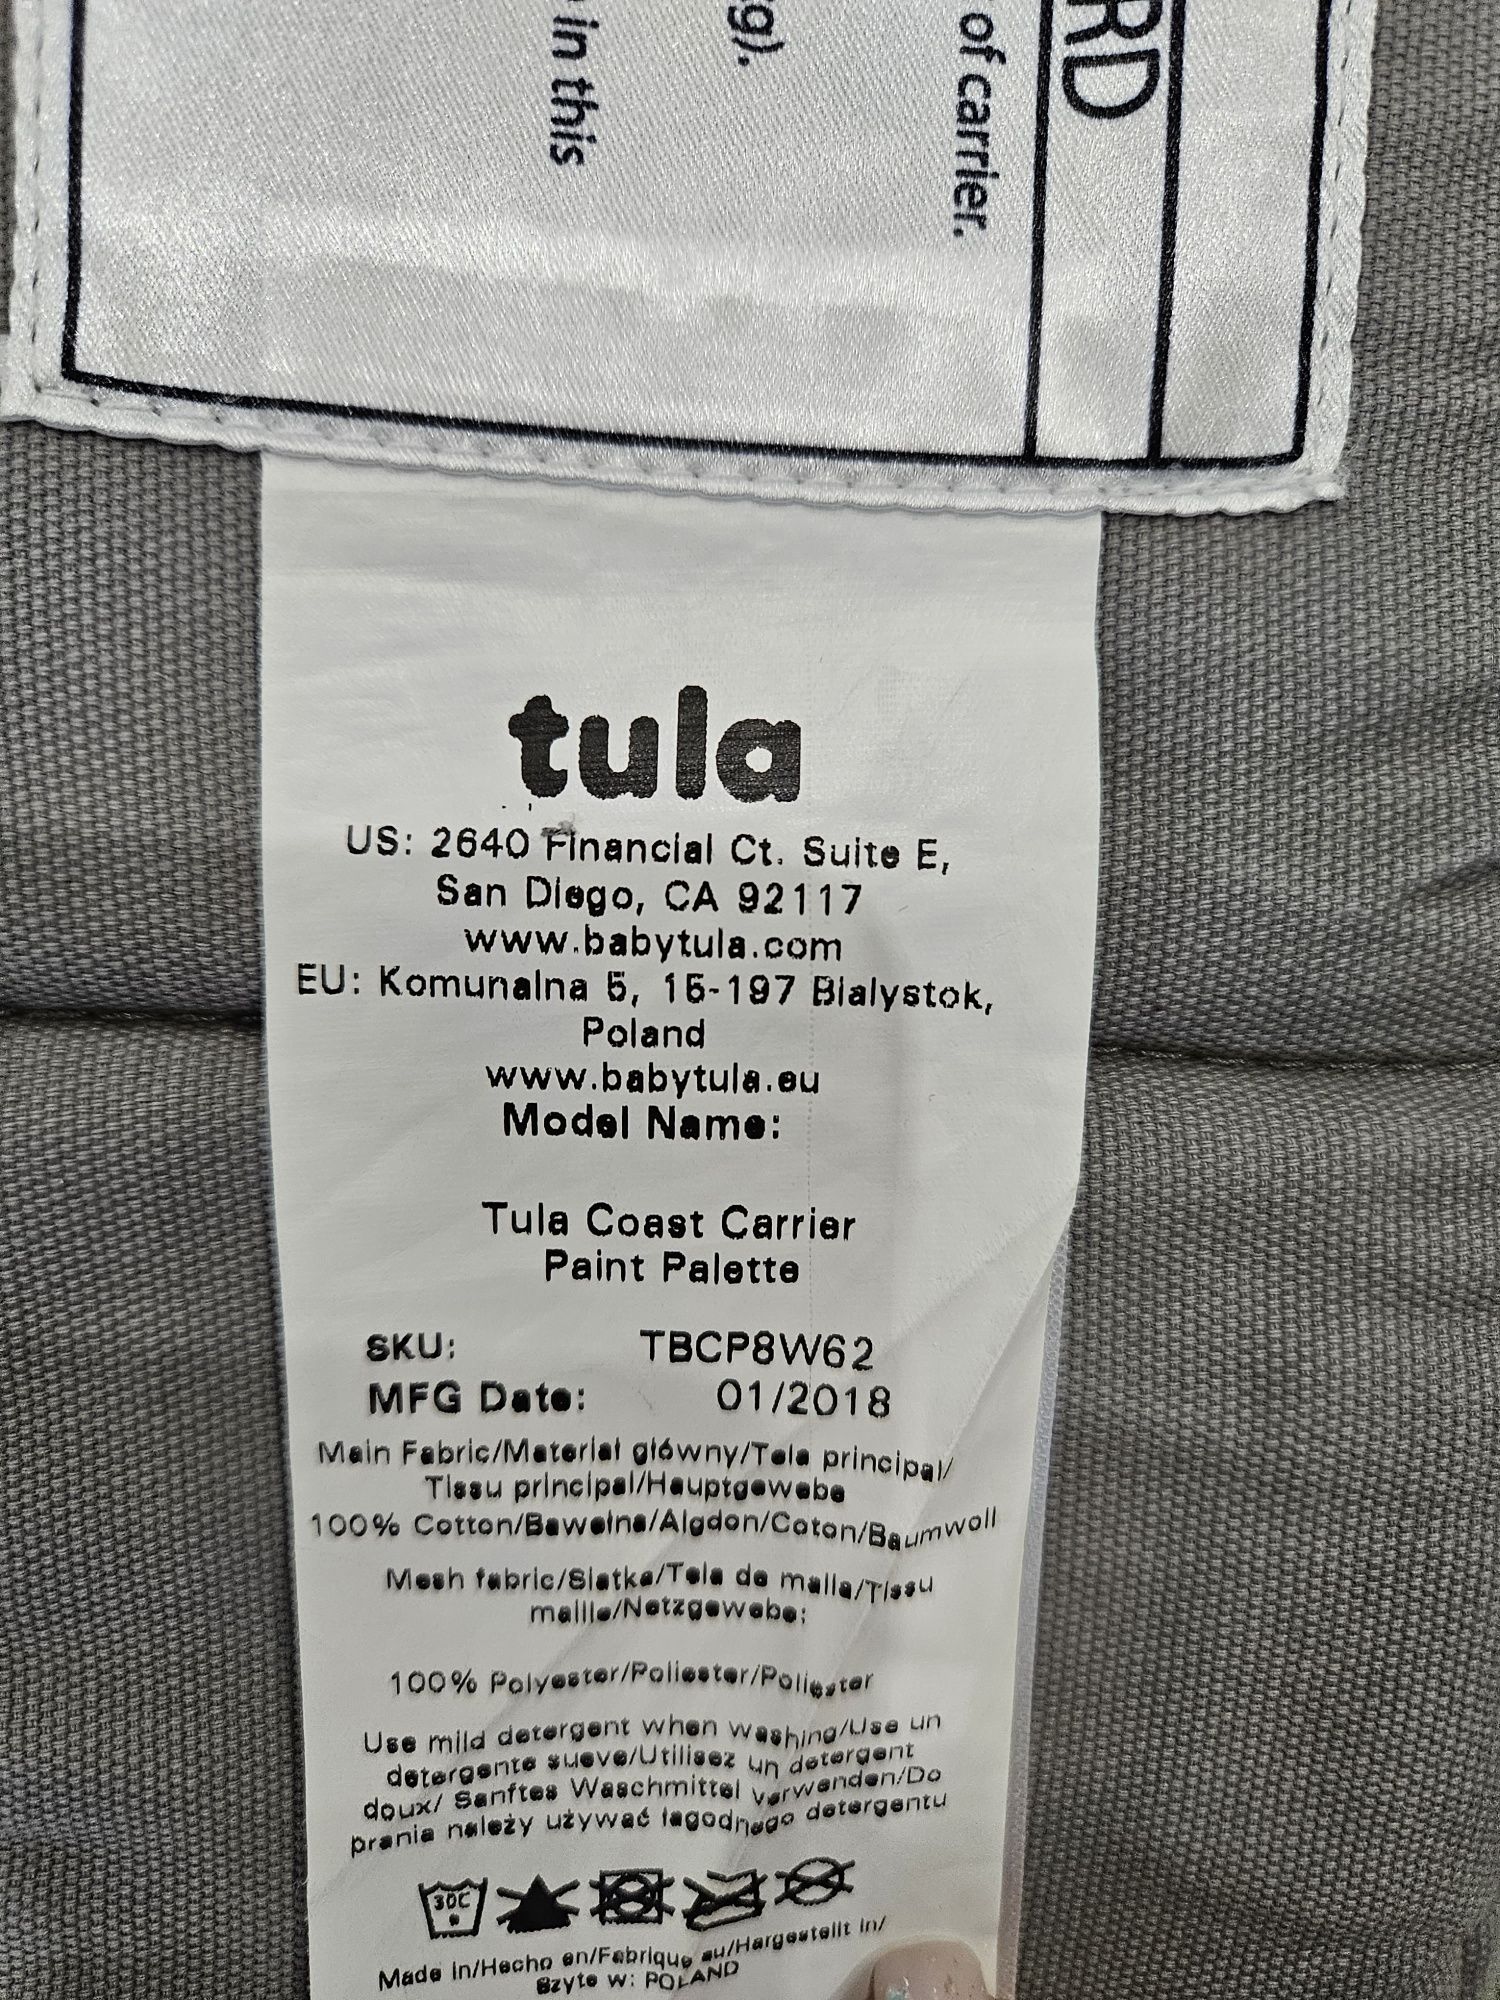 RD
of carrier.
g).
in this
tula
US: 2640 Financial Ct. Suite E,
San Diego, CA 92117
www.babytula.com
EU: Komunalna 5, 15-197 Bialystok,
Poland
www.babytula.eu
Model Name:
Tula Coast Carrier
Paint Palette
SKU: TBCP8W62
MFG Date: 01/2018
Main Fabric/Materiał główny/Tela principal/
Tissu principal/Hauptgewebe
100% Cotton/Bawełna/Algdon/Coton/Baumwoll
Mesh fabric/Siatka/Tela de malla/Tissu
maille/Netzgewebe:
100% Polyester/Poliester/Poliester
Use mild detergent when washing/Use un
detergente sueve/Utilisez un detergent
doux/ Sanftes Waschmittel verwenden/Do
prania należy używać łagodnego detergentu
30C
Made in/Hecho en/Fabrique au/Hargestellt in/
Szyte w: POLAND